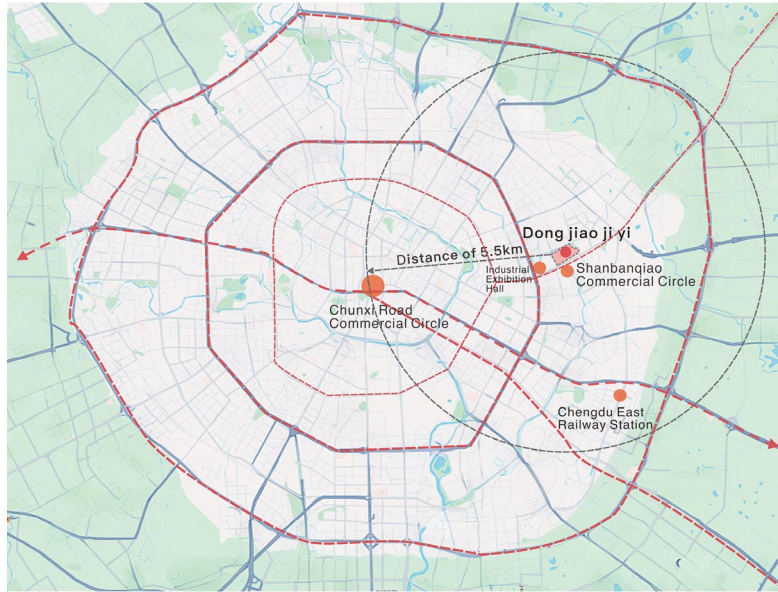 Dong jiao ji yi
Distance of 5.5km
Industrial
Exhibition
Hall
Shanbanqiao
Commercial Circle
Chunxi Road
Commercial Circle
Chengdu East
Railway Station